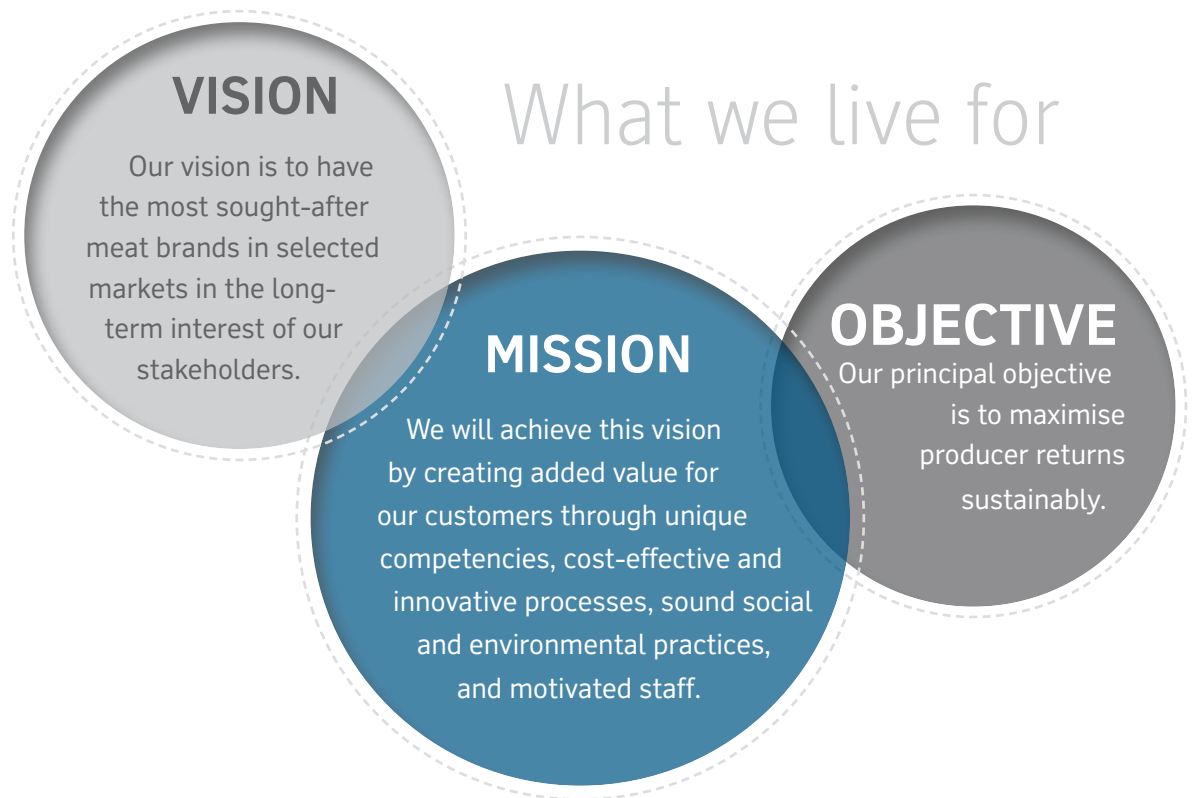 What we live for
VISION
Our vision is to have
the most sought-after
meat brands in selected
markets in the long-
term interest of our
stakeholders.
MISSION
We will achieve this vision
by creating added value for
our customers through unique
competencies, cost-effective and
innovative processes, sound social
and environmental practices,
and motivated staff.
OBJECTIVE
Our principal objective
is to maximise
producer returns
sustainably.